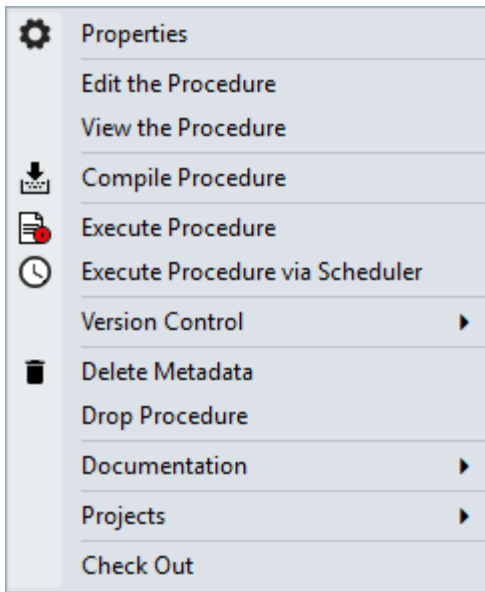 Properties
Edit the Procedure
View the Procedure
Compile Procedure
Execute Procedure
Execute Procedure via Scheduler
Version Control
Delete Metadata
Drop Procedure
Documentation
Projects
Check Out